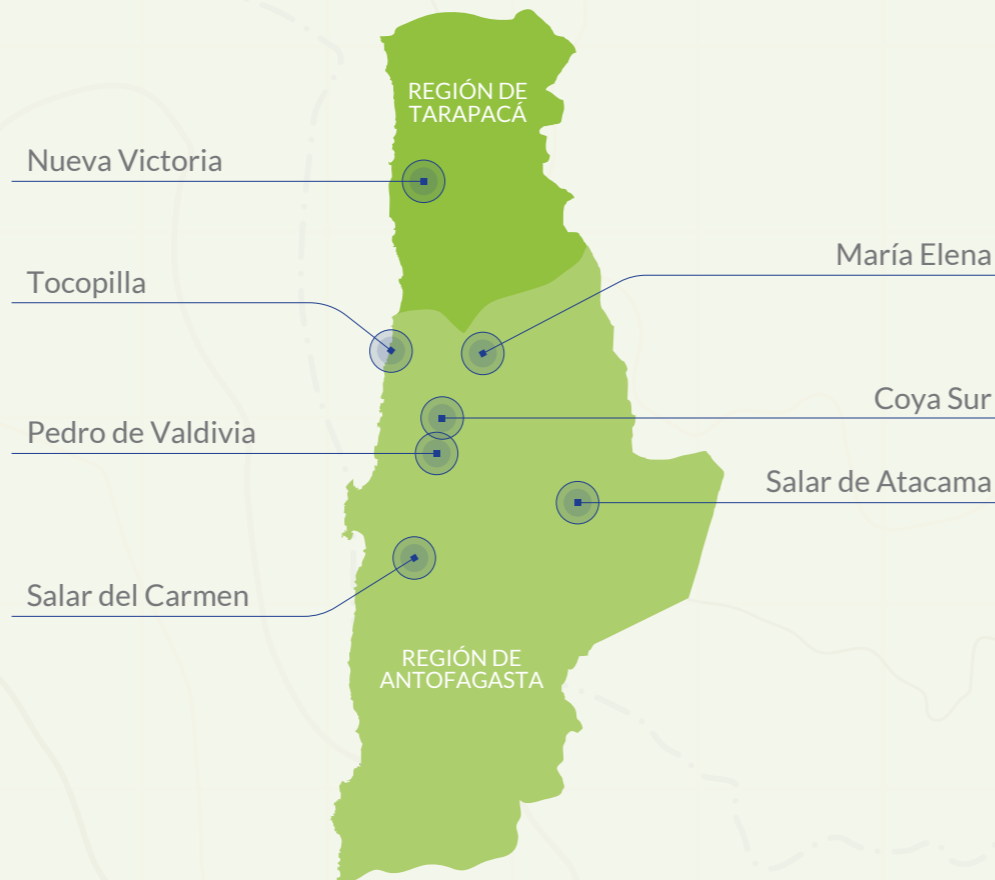 REGIÓN DE
TARAPACÁ
Nueva Victoria
María Elena
Tocopilla
Coya Sur
Pedro de Valdivia
Salar de Atacama
Salar del Carmen
REGIÓN DE
ANTOFAGASTA